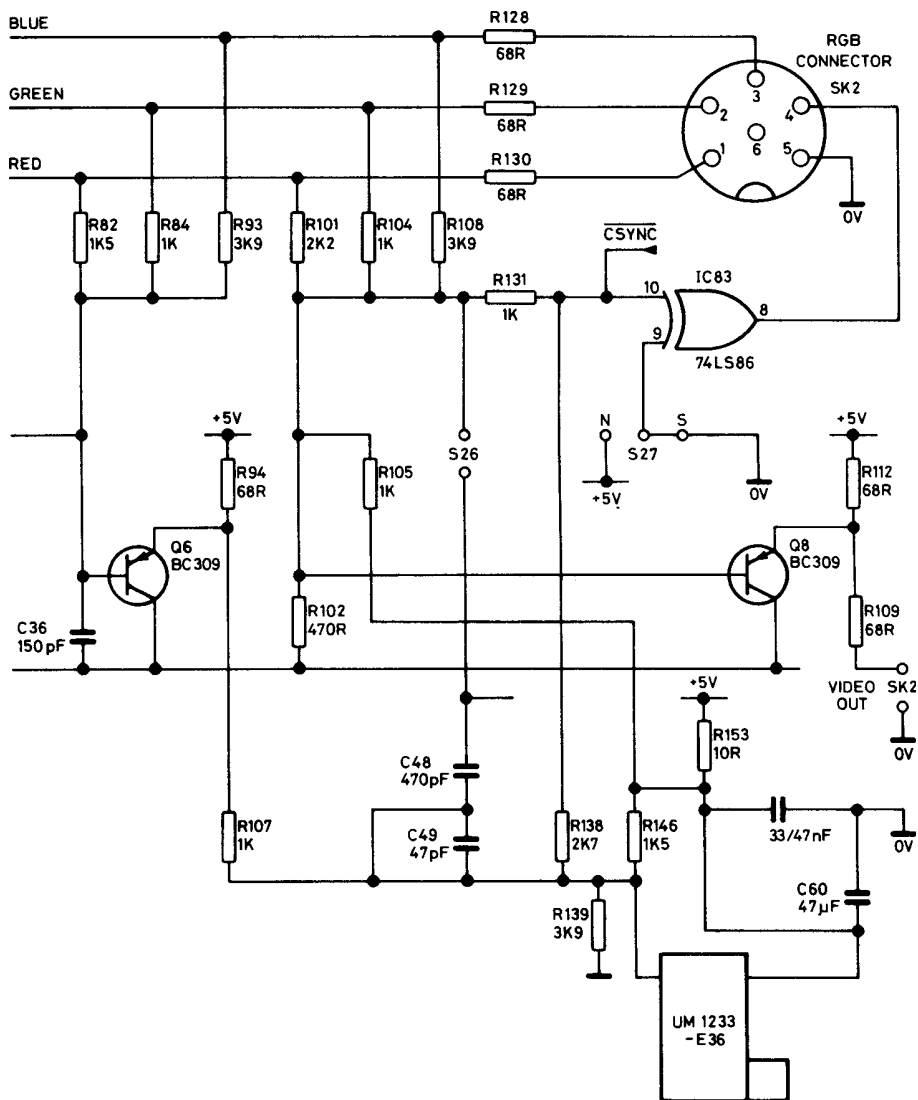 BLUE
R128
68R
RGB
CONNECTOR
SK2
GREEN
R129
68R
3
2
4
6
1
5
RED
R130
68R
0V
R82
1K5
R84
1K
R93
3K9
R101
2K2
R104
1K
R108
3K9
CSYNC
R131
1K
IC83
10
8
9
74LS86
+5V
R94
68R
S26
R105
1K
N
S27
S
+5V
0V
+5V
R112
68R
Q6
BC309
Q8
BC309
C36
150pF
R102
470R
R109
68R
VIDEO
OUT
SK2
0V
+5V
R153
10R
C48
470pF
R107
1K
C49
47pF
R138
2K7
R146
1K5
33/47nF
0V
C60
47µF
R139
3K9
UM 1233
-E36